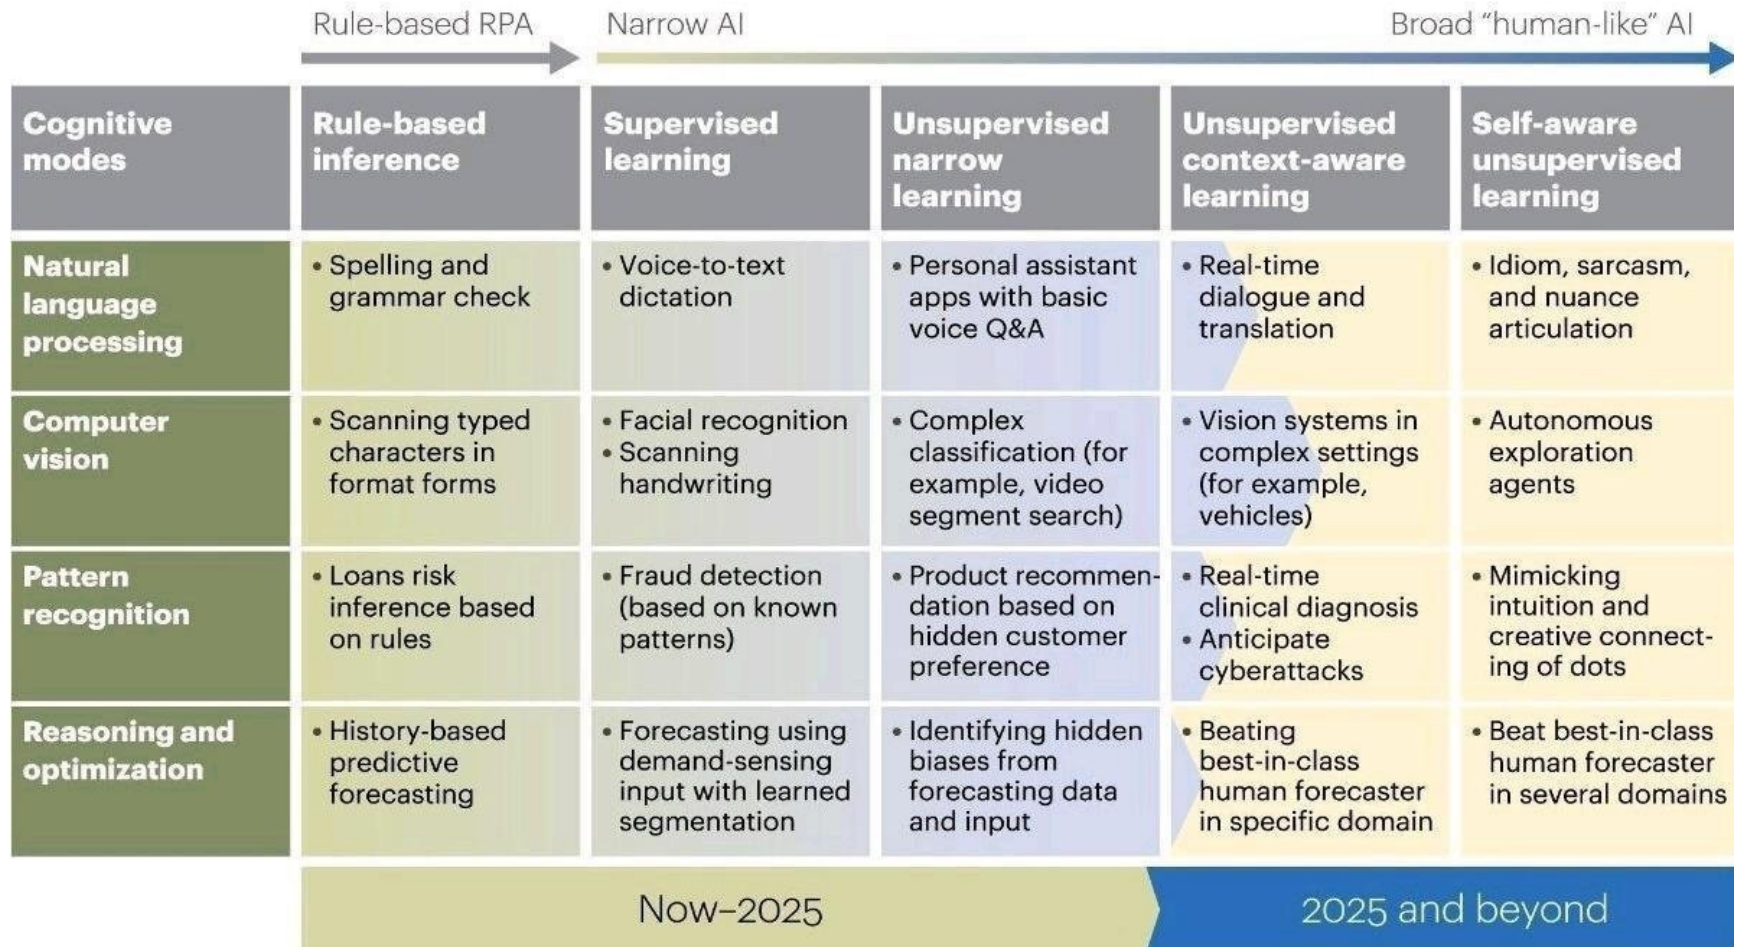 Rule-based RPA
Narrow AI
Broad “human-like” AI
Cognitive
modes
Rule-based
inference
Supervised
learning
Unsupervised
narrow
learning
Unsupervised
context-aware
learning
Self-aware
unsupervised
learning
Natural
language
processing
• Spelling and
grammar check
• Voice-to-text
dictation
• Personal assistant
apps with basic
voice Q&A
• Real-time
dialogue and
translation
• Idiom, sarcasm,
and nuance
articulation
Computer
vision
• Scanning typed
characters in
format forms
• Facial recognition
• Scanning
handwriting
• Complex
classification (for
example, video
segment search)
• Vision systems in
complex settings
(for example,
vehicles)
• Autonomous
exploration
agents
Pattern
recognition
• Loans risk
inference based
on rules
• Fraud detection
(based on known
patterns)
• Product recommen-
dation based on
hidden customer
preference
• Real-time
clinical diagnosis
• Anticipate
cyberattacks
• Mimicking
intuition and
creative connect-
ing of dots
Reasoning and
optimization
• History-based
predictive
forecasting
• Forecasting using
demand-sensing
input with learned
segmentation
• Identifying hidden
biases from
forecasting data
and input
• Beating
best-in-class
human forecaster
in specific domain
• Beat best-in-class
human forecaster
in several domains
Now–2025
2025 and beyond